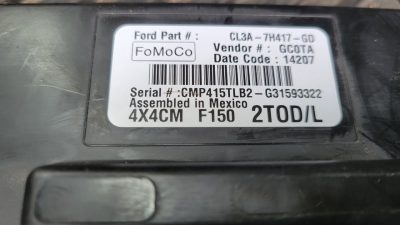 Ford Part # : CL3A-7H417-GD
FoMoCo
Vendor # : GC0TA
Date Code : 14207
Serial # :CMP415TLB2-G31593322
Assembled in Mexico
4X4CM F150 2TOD/L